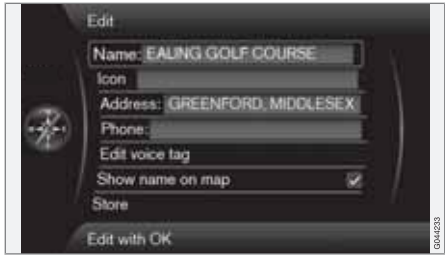 Edit
Name: EALING GOLF COURSE
Icon
Address: GREENFORD, MIDDLESEX
Phone:
Edit voice tag
Show name on map
Store
Edit with OK
G044233